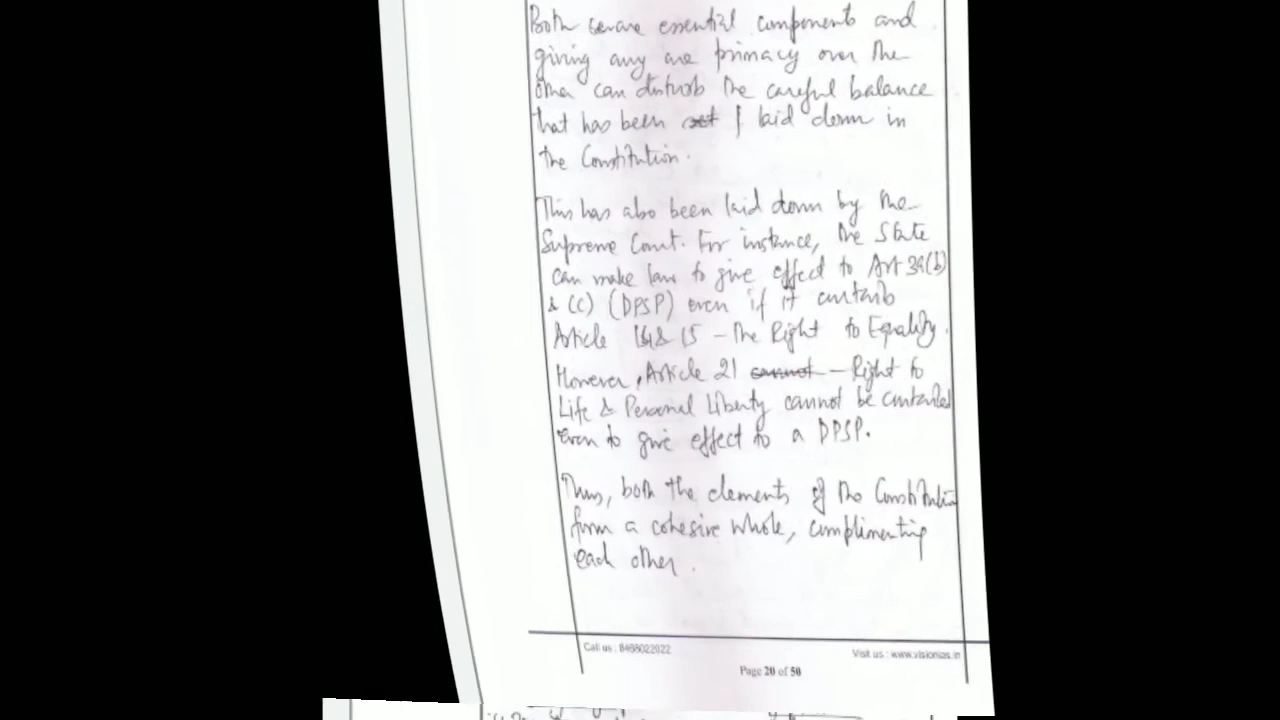 Both are essential components and
giving any one primacy over the
other can disturb the careful balance
that has been laid down in
the Constitution.
This has also been laid down by the
Supreme Court. For instance, the State
can make law to give effect to Art 39(b)
& (c) (DPSP) even if it curtails
Article 14 & 15 – the Right to Equality.
However, Article 21 cannot – Right to
Life & Personal Liberty cannot be curtailed
even to give effect to a DPSP.
Thus, both the elements of the Constitution
form a cohesive whole, complimenting
each other.
Call us : 8468022022
Visit us : www.visionias.in
Page 20 of 50